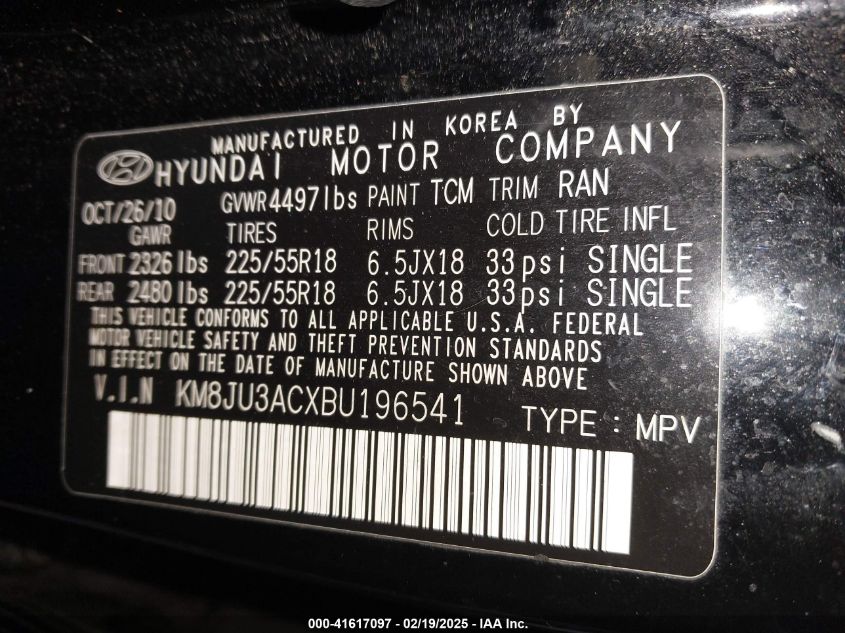 MANUFACTURED IN KOREA BY
HYUNDAI MOTOR COMPANY
OCT/26/10 GVWR 4497lbs PAINT TCM TRIM RAN
GAWR TIRES RIMS COLD TIRE INFL
FRONT 2326 lbs 225/55R18 6.5JX18 33psi SINGLE
REAR 2480 lbs 225/55R18 6.5JX18 33psi SINGLE
THIS VEHICLE CONFORMS TO ALL APPLICABLE U.S.A. FEDERAL
MOTOR VEHICLE SAFETY AND THEFT PREVENTION STANDARDS
IN EFFECT ON THE DATE OF MANUFACTURE SHOWN ABOVE
V.I.N KM8JU3ACXBU196541 TYPE : MPV
000-41617097 - 02/19/2025 - IAA Inc.